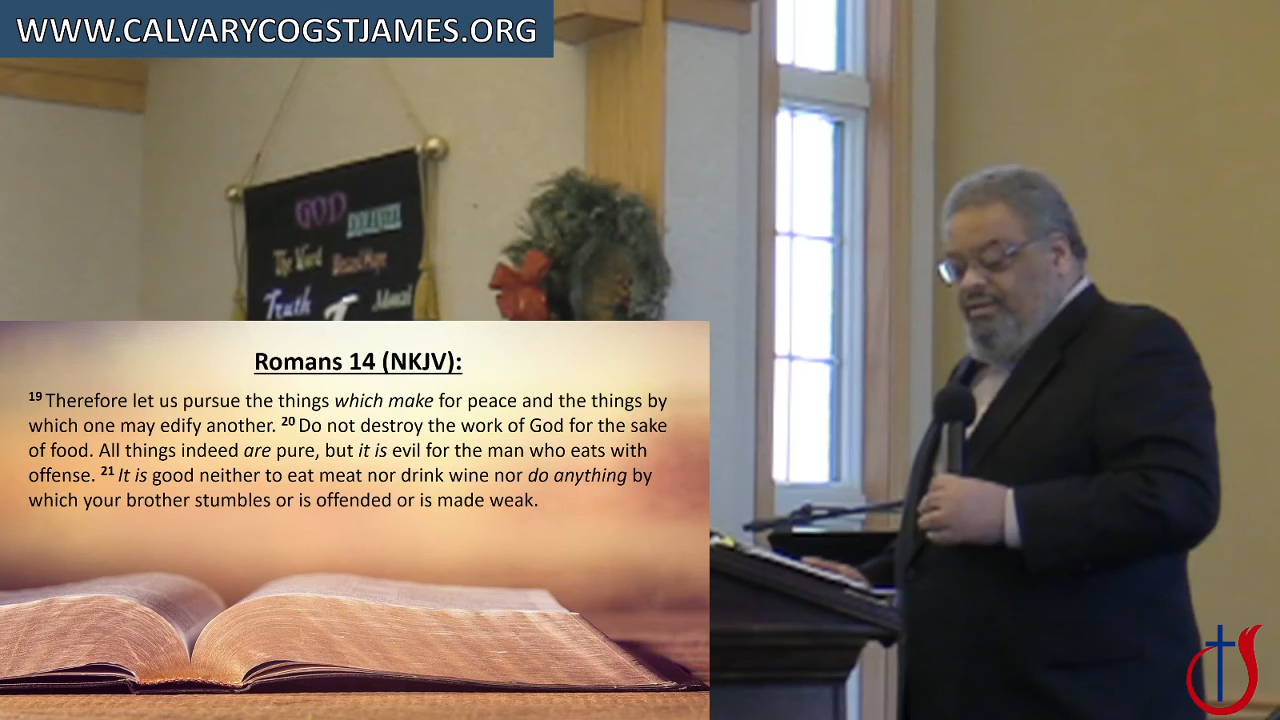 WWW.CALVARYCOGSTJAMES.ORG
GOD
The Word
Blessed Hope
Truth
Romans 14 (NKJV):
19 Therefore let us pursue the things which make for peace and the things by
which one may edify another. 20 Do not destroy the work of God for the sake
of food. All things indeed are pure, but it is evil for the man who eats with
offense. 21 It is good neither to eat meat nor drink wine nor do anything by
which your brother stumbles or is offended or is made weak.